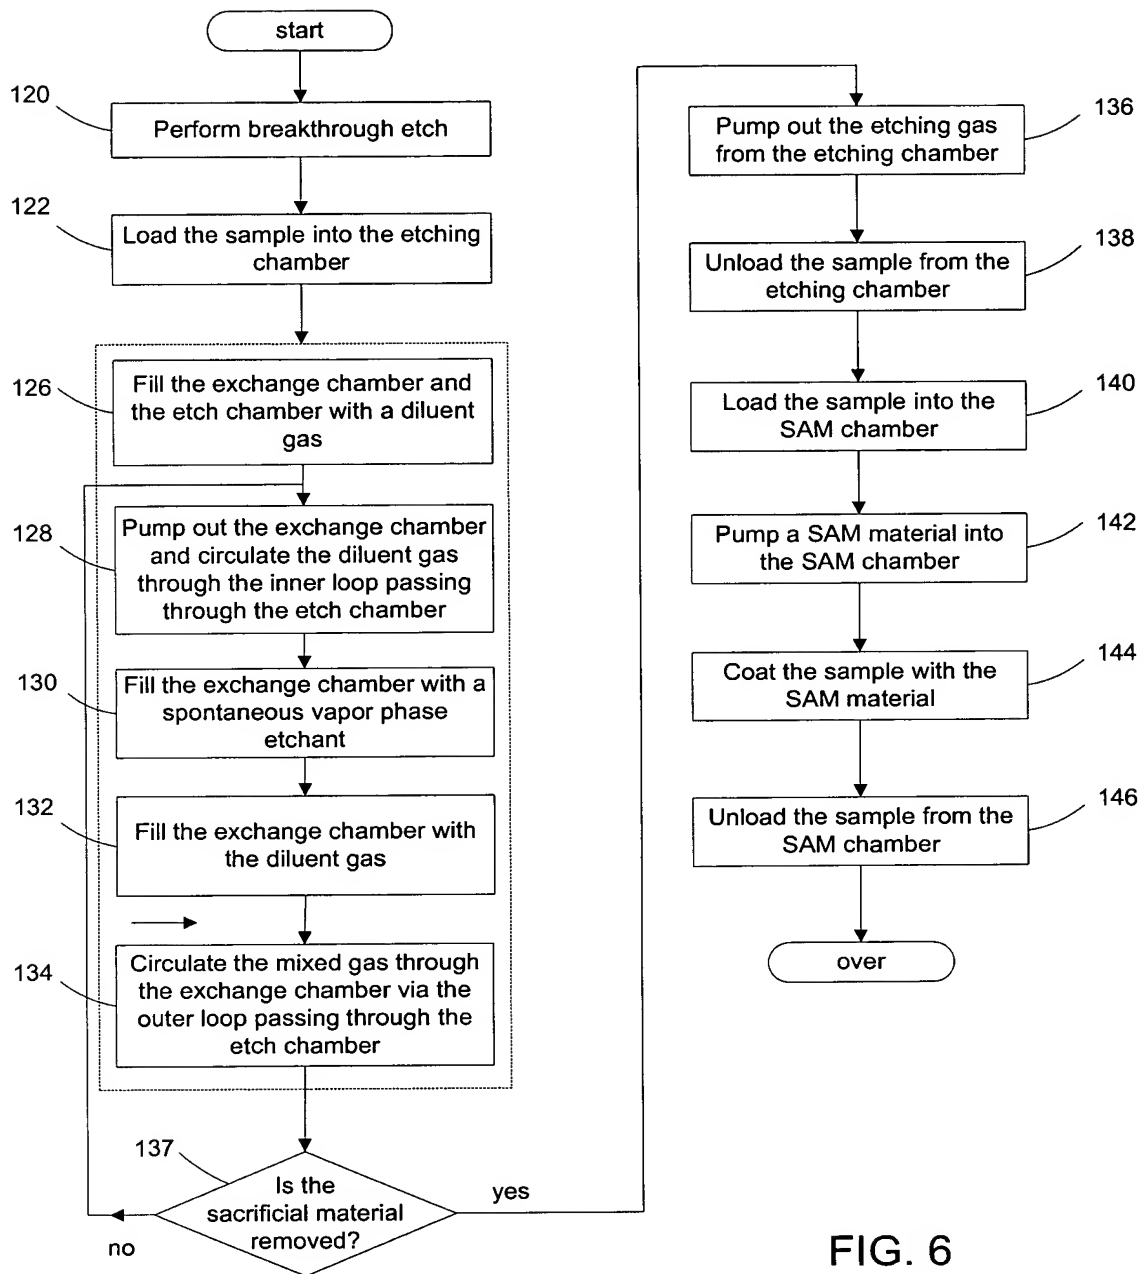 start
120
Perform breakthrough etch
122
Load the sample into the etching
chamber
126
Fill the exchange chamber and
the etch chamber with a diluent
gas
128
Pump out the exchange chamber
and circulate the diluent gas
through the inner loop passing
through the etch chamber
130
Fill the exchange chamber with a
spontaneous vapor phase
etchant
132
Fill the exchange chamber with
the diluent gas
134
Circulate the mixed gas through
the exchange chamber via the
outer loop passing through the
etch chamber
137
Is the
sacrificial material
removed?
no
yes
136
Pump out the etching gas
from the etching chamber
138
Unload the sample from the
etching chamber
140
Load the sample into the
SAM chamber
142
Pump a SAM material into
the SAM chamber
144
Coat the sample with the
SAM material
146
Unload the sample from the
SAM chamber
over
FIG. 6